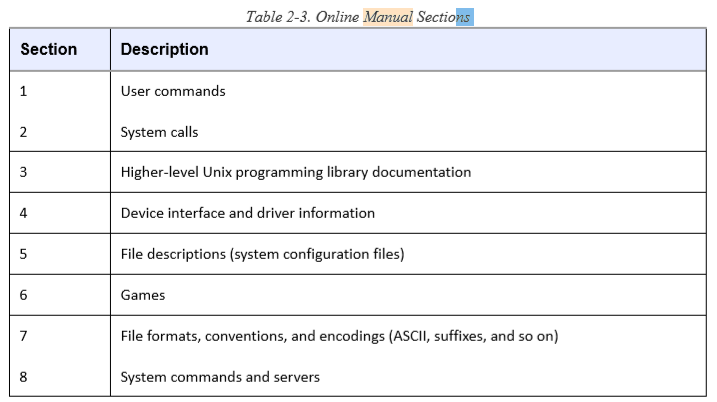 Table 2-3. Online Manual Sections
Section Description
1 User commands
2 System calls
3 Higher-level Unix programming library documentation
4 Device interface and driver information
5 File descriptions (system configuration files)
6 Games
7 File formats, conventions, and encodings (ASCII, suffixes, and so on)
8 System commands and servers